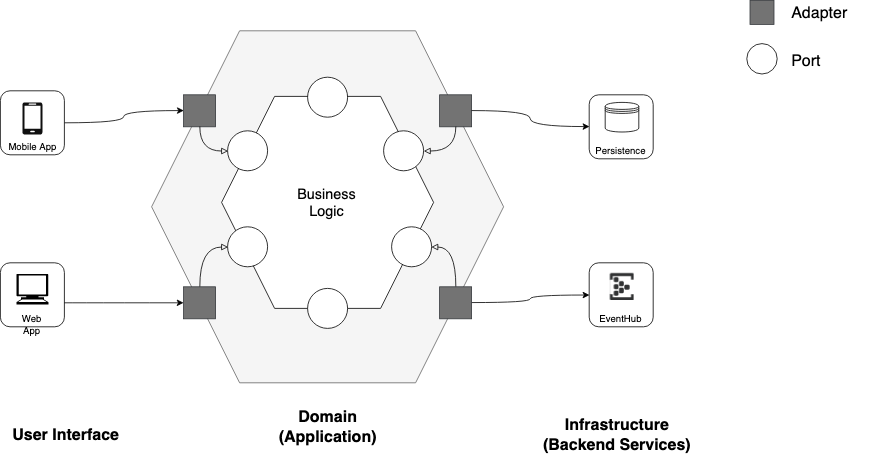 Adapter
Port
Mobile App
Persistence
Business
Logic
Web
App
EventHub
User Interface
Domain
(Application)
Infrastructure
(Backend Services)